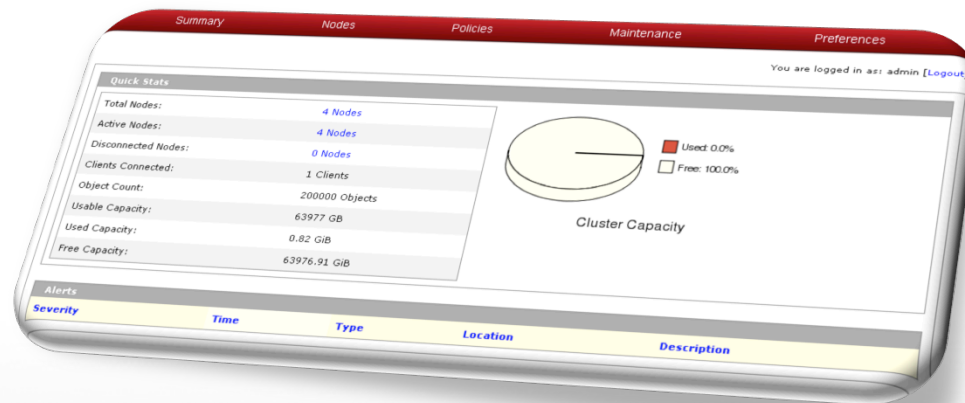 Summary Nodes Policies Maintenance Preferences
You are logged in as: admin [Logout
Quick Stats
Total Nodes: 4 Nodes
Active Nodes: 4 Nodes
Disconnected Nodes: 0 Nodes
Clients Connected: 1 Clients
Object Count: 200000 Objects
Usable Capacity: 63977 GB
Used Capacity: 0.82 GiB
Free Capacity: 63976.91 GiB
Used: 0.0%
Free: 100.0%
Cluster Capacity
Alerts
Severity Time Type Location Description